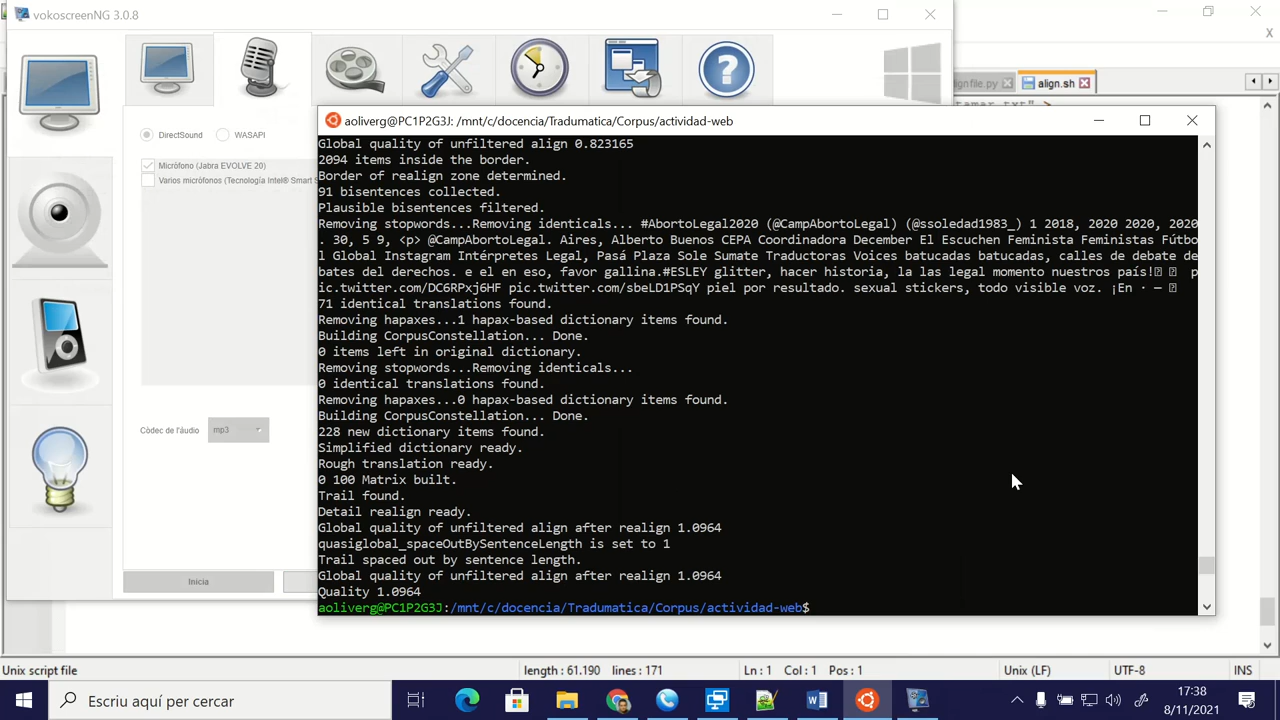 vokoscreenNG 3.0.8
DirectSound
WASAPI
Micròfono (Jabra EVOLVE 20)
Varios micrófonos (Tecnología Intel® Smart S
Còdec de l'àudio
mp3
Inicia
align.sh
aoliverg@PC1P2G3J: /mnt/c/docencia/Tradumatica/Corpus/actividad-web
Global quality of unfiltered align 0.823165
2094 items inside the border.
Border of realign zone determined.
91 bisentences collected.
Plausible bisentences filtered.
Removing stopwords...Removing identicals... #AbortoLegal2020 (@CampAbortoLegal) (@ssoledad1983_) 1 2018, 2020 2020, 2020
. 30, 5 9, <p> @CampAbortoLegal. Aires, Alberto Buenos CEPA Coordinadora December El Escuchen Feminista Feministas Fútbo
l Global Instagram Intérpretes Legal, Pasá Plaza Sole Sumate Traductoras Voices batucadas batucadas, calles de debate de
bates del derechos. e el en eso, favor gallina.#ESLEY glitter, hacer historia, la las legal momento nuestros país! p
ic.twitter.com/DC6RPxj6HF pic.twitter.com/sbeLD1PSqY piel por resultado. sexual stickers, todo visible voz. ¡En · —
71 identical translations found.
Removing hapaxes...1 hapax-based dictionary items found.
Building CorpusConstellation... Done.
0 items left in original dictionary.
Removing stopwords...Removing identicals...
0 identical translations found.
Removing hapaxes...0 hapax-based dictionary items found.
Building CorpusConstellation... Done.
228 new dictionary items found.
Simplified dictionary ready.
Rough translation ready.
0 100 Matrix built.
Trail found.
Detail realign ready.
Global quality of unfiltered align after realign 1.0964
quasiglobal_spaceOutBySentenceLength is set to 1
Trail spaced out by sentence length.
Global quality of unfiltered align after realign 1.0964
Quality 1.0964
aoliverg@PC1P2G3J:/mnt/c/docencia/Tradumatica/Corpus/actividad-web$
Unix script file
length : 61.190 lines : 171
Ln : 1 Col : 1 Pos : 1
Unix (LF)
UTF-8
INS
Escriu aquí per cercar
17:38
8/11/2021